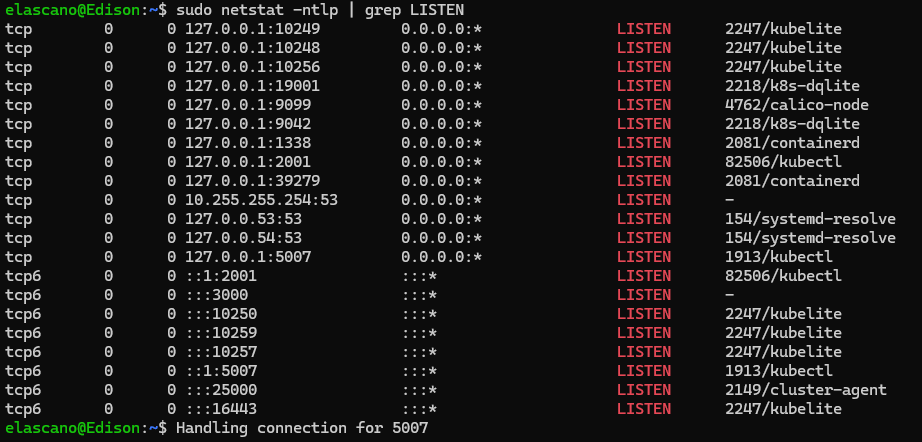 elascano@Edison:~$ sudo netstat -ntlp | grep LISTEN
tcp        0      0 127.0.0.1:10249         0.0.0.0:*               LISTEN      2247/kubelite
tcp        0      0 127.0.0.1:10248         0.0.0.0:*               LISTEN      2247/kubelite
tcp        0      0 127.0.0.1:10256         0.0.0.0:*               LISTEN      2247/kubelite
tcp        0      0 127.0.0.1:19001         0.0.0.0:*               LISTEN      2218/k8s-dqlite
tcp        0      0 127.0.0.1:9099          0.0.0.0:*               LISTEN      4762/calico-node
tcp        0      0 127.0.0.1:9042          0.0.0.0:*               LISTEN      2218/k8s-dqlite
tcp        0      0 127.0.0.1:1338          0.0.0.0:*               LISTEN      2081/containerd
tcp        0      0 127.0.0.1:2001          0.0.0.0:*               LISTEN      82506/kubectl
tcp        0      0 127.0.0.1:39279         0.0.0.0:*               LISTEN      2081/containerd
tcp        0      0 10.255.255.254:53       0.0.0.0:*               LISTEN      -
tcp        0      0 127.0.0.53:53           0.0.0.0:*               LISTEN      154/systemd-resolve
tcp        0      0 127.0.0.54:53           0.0.0.0:*               LISTEN      154/systemd-resolve
tcp        0      0 127.0.0.1:5007          0.0.0.0:*               LISTEN      1913/kubectl
tcp6       0      0 ::1:2001                :::*                    LISTEN      82506/kubectl
tcp6       0      0 :::3000                 :::*                    LISTEN      -
tcp6       0      0 :::10250                :::*                    LISTEN      2247/kubelite
tcp6       0      0 :::10259                :::*                    LISTEN      2247/kubelite
tcp6       0      0 :::10257                :::*                    LISTEN      2247/kubelite
tcp6       0      0 ::1:5007                :::*                    LISTEN      1913/kubectl
tcp6       0      0 :::25000                :::*                    LISTEN      2149/cluster-agent
tcp6       0      0 :::16443                :::*                    LISTEN      2247/kubelite
elascano@Edison:~$ Handling connection for 5007